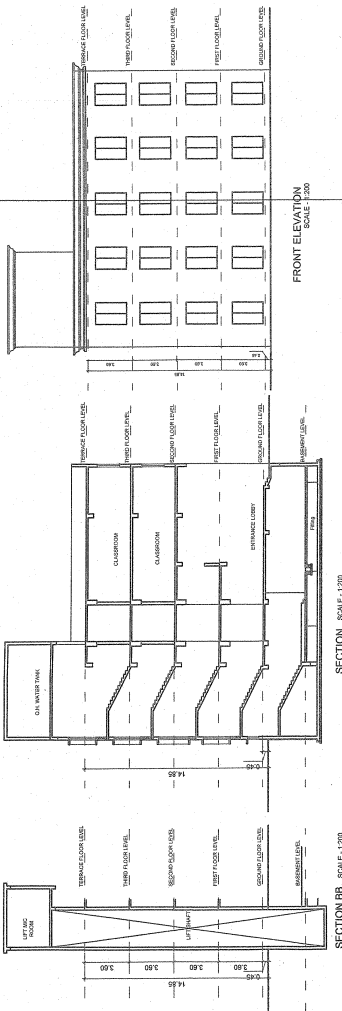 TERRACE FLOOR LEVEL
THIRD FLOOR LEVEL
SECOND FLOOR LEVEL
FIRST FLOOR LEVEL
GROUND FLOOR LEVEL
3.60
3.60
3.60
3.60
14.85
0.45
FRONT ELEVATION
SCALE - 1:200
TERRACE FLOOR LEVEL
THIRD FLOOR LEVEL
SECOND FLOOR LEVEL
FIRST FLOOR LEVEL
GROUND FLOOR LEVEL
BASEMENT LEVEL
O.H. WATER TANK
CLASSROOM
CLASSROOM
ENTRANCE LOBBY
Filling
14.85
0.45
SECTION SCALE - 1:200
TERRACE FLOOR LEVEL
THIRD FLOOR LEVEL
SECOND FLOOR LEVEL
FIRST FLOOR LEVEL
GROUND FLOOR LEVEL
BASEMENT LEVEL
LIFT M/C
ROOM
LIFT SHAFT
3.60
3.60
3.60
3.60
14.85
0.45
SECTION BB SCALE - 1:200